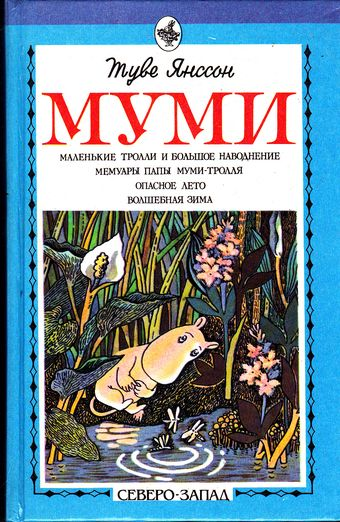 Туве Янссон
МУМИ
МАЛЕНЬКИЕ ТРОЛЛИ И БОЛЬШОЕ НАВОДНЕНИЕ
МЕМУАРЫ ПАПЫ МУМИ-ТРОЛЛЯ
ОПАСНОЕ ЛЕТО
ВОЛШЕБНАЯ ЗИМА
СЕВЕРО-ЗАПАД